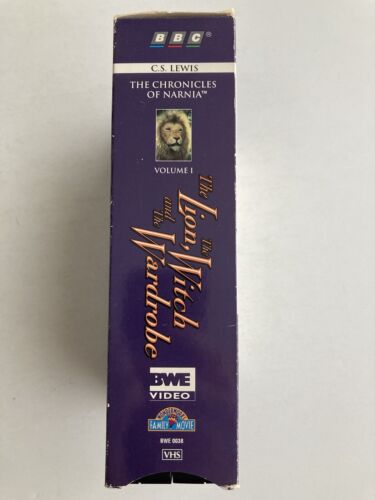 BBC®
C.S. LEWIS
THE CHRONICLES
OF NARNIA™
VOLUME I
The Lion, The Witch
and The Wardrobe
BWE
VIDEO
FAMILY MOVIE
BWE 0038
VHS